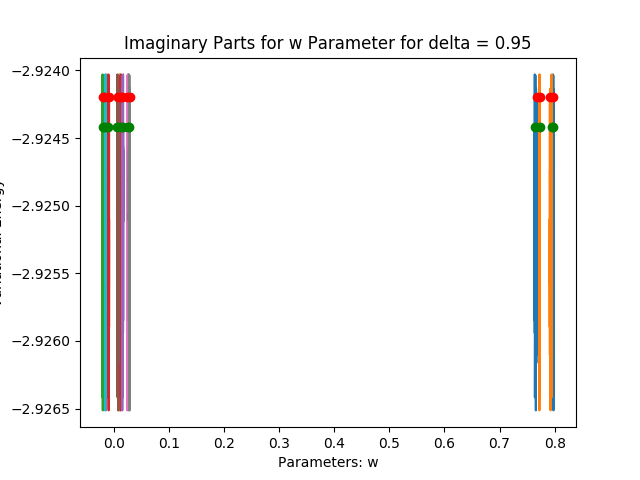 Imaginary Parts for w Parameter for delta = 0.95
−2.9240
−2.9245
−2.9250
−2.9255
−2.9260
−2.9265
0.0 0.1 0.2 0.3 0.4 0.5 0.6 0.7 0.8
Parameters: w